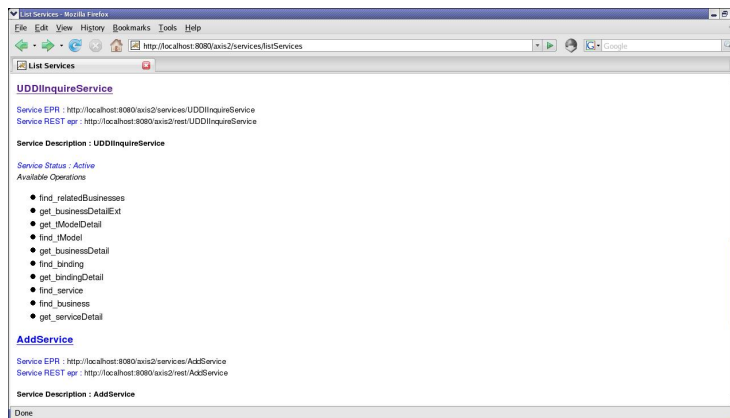 List Services - Mozilla Firefox
File Edit View History Bookmarks Tools Help
http://localhost:8080/axis2/services/listServices
G Google
List Services
UDDIInquireService
Service EPR : http://localhost:8080/axis2/services/UDDIInquireService
Service REST epr : http://localhost:8080/axis2/rest/UDDIInquireService
Service Description : UDDIInquireService
Service Status : Active
Available Operations
find_relatedBusinesses
get_businessDetailExt
get_tModelDetail
find_tModel
get_businessDetail
find_binding
get_bindingDetail
find_service
find_business
get_serviceDetail
AddService
Service EPR : http://localhost:8080/axis2/services/AddService
Service REST epr : http://localhost:8080/axis2/rest/AddService
Service Description : AddService
Done